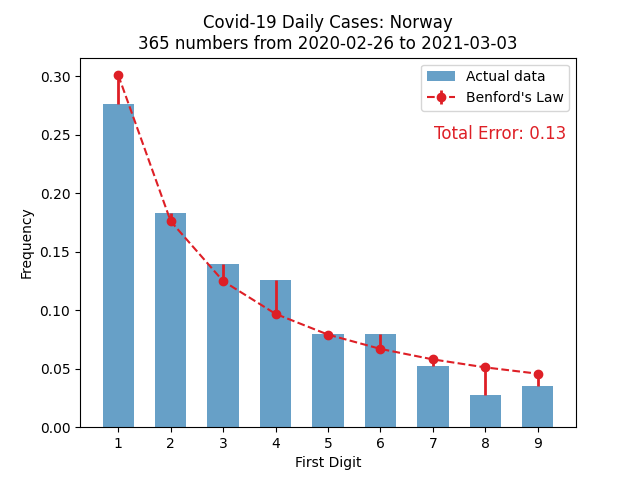 Covid-19 Daily Cases: Norway
365 numbers from 2020-02-26 to 2021-03-03
Actual data
Benford's Law
Total Error: 0.13
0.30
0.25
0.20
0.15
0.10
0.05
0.00
Frequency
1 2 3 4 5 6 7 8 9
First Digit